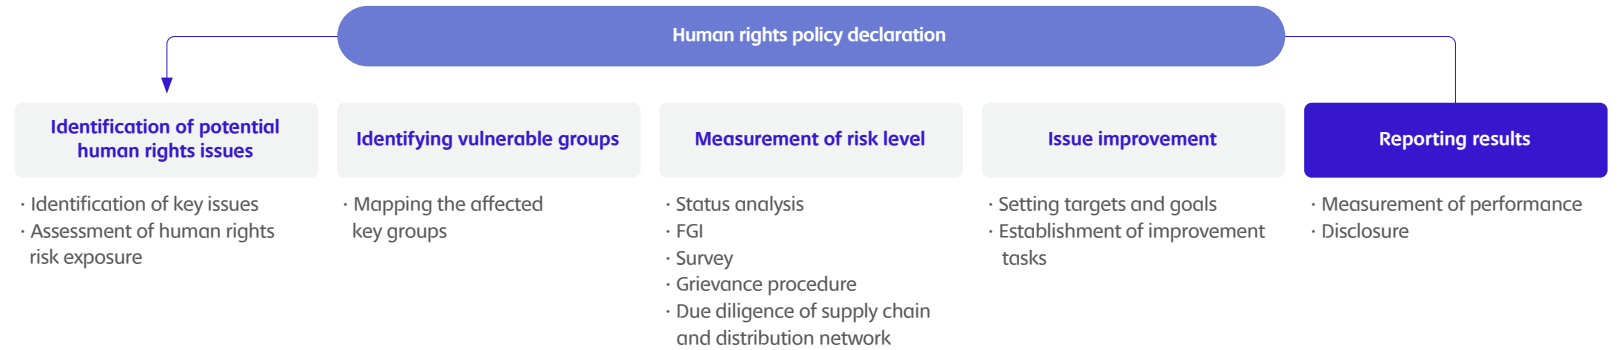 Human rights policy declaration
Identification of potential
human rights issues
· Identification of key issues
· Assessment of human rights
risk exposure
Identifying vulnerable groups
· Mapping the affected
key groups
Measurement of risk level
· Status analysis
· FGI
· Survey
· Grievance procedure
· Due diligence of supply chain
and distribution network
Issue improvement
· Setting targets and goals
· Establishment of improvement
tasks
Reporting results
· Measurement of performance
· Disclosure